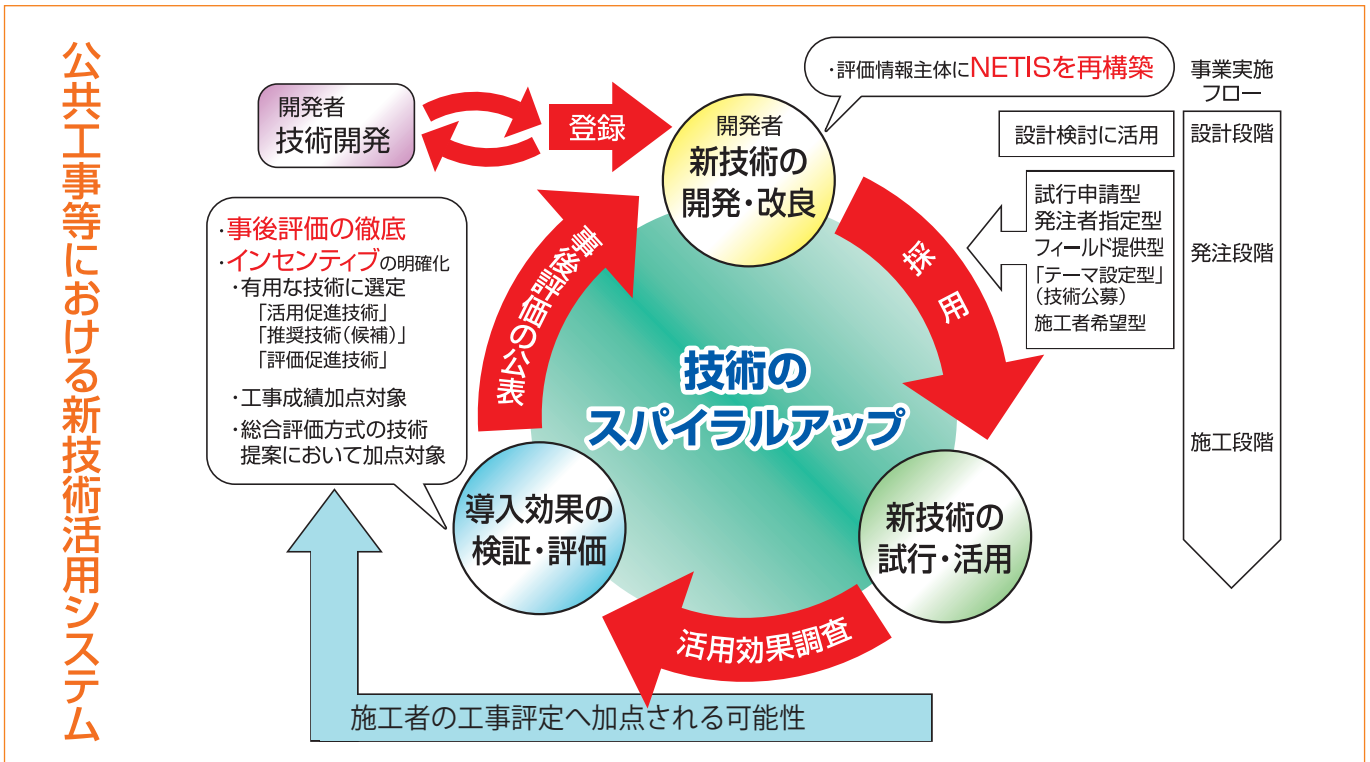 公共工事等における新技術活用システム
・評価情報主体にNETISを再構築
事業実施
フロー
開発者
技術開発
登録
開発者
新技術の
開発・改良
設計検討に活用
設計段階
試行申請型
発注者指定型
フィールド提供型
「テーマ設定型」
(技術公募)
施工者希望型
発注段階
施工段階
採用
・事後評価の徹底
・インセンティブの明確化
・有用な技術に選定
「活用促進技術」
「推奨技術(候補)」
「評価促進技術」
・工事成績加点対象
・総合評価方式の技術
提案において加点対象
事後評価の公表
技術の
スパイラルアップ
導入効果の
検証・評価
新技術の
試行・活用
活用効果調査
施工者の工事評定へ加点される可能性